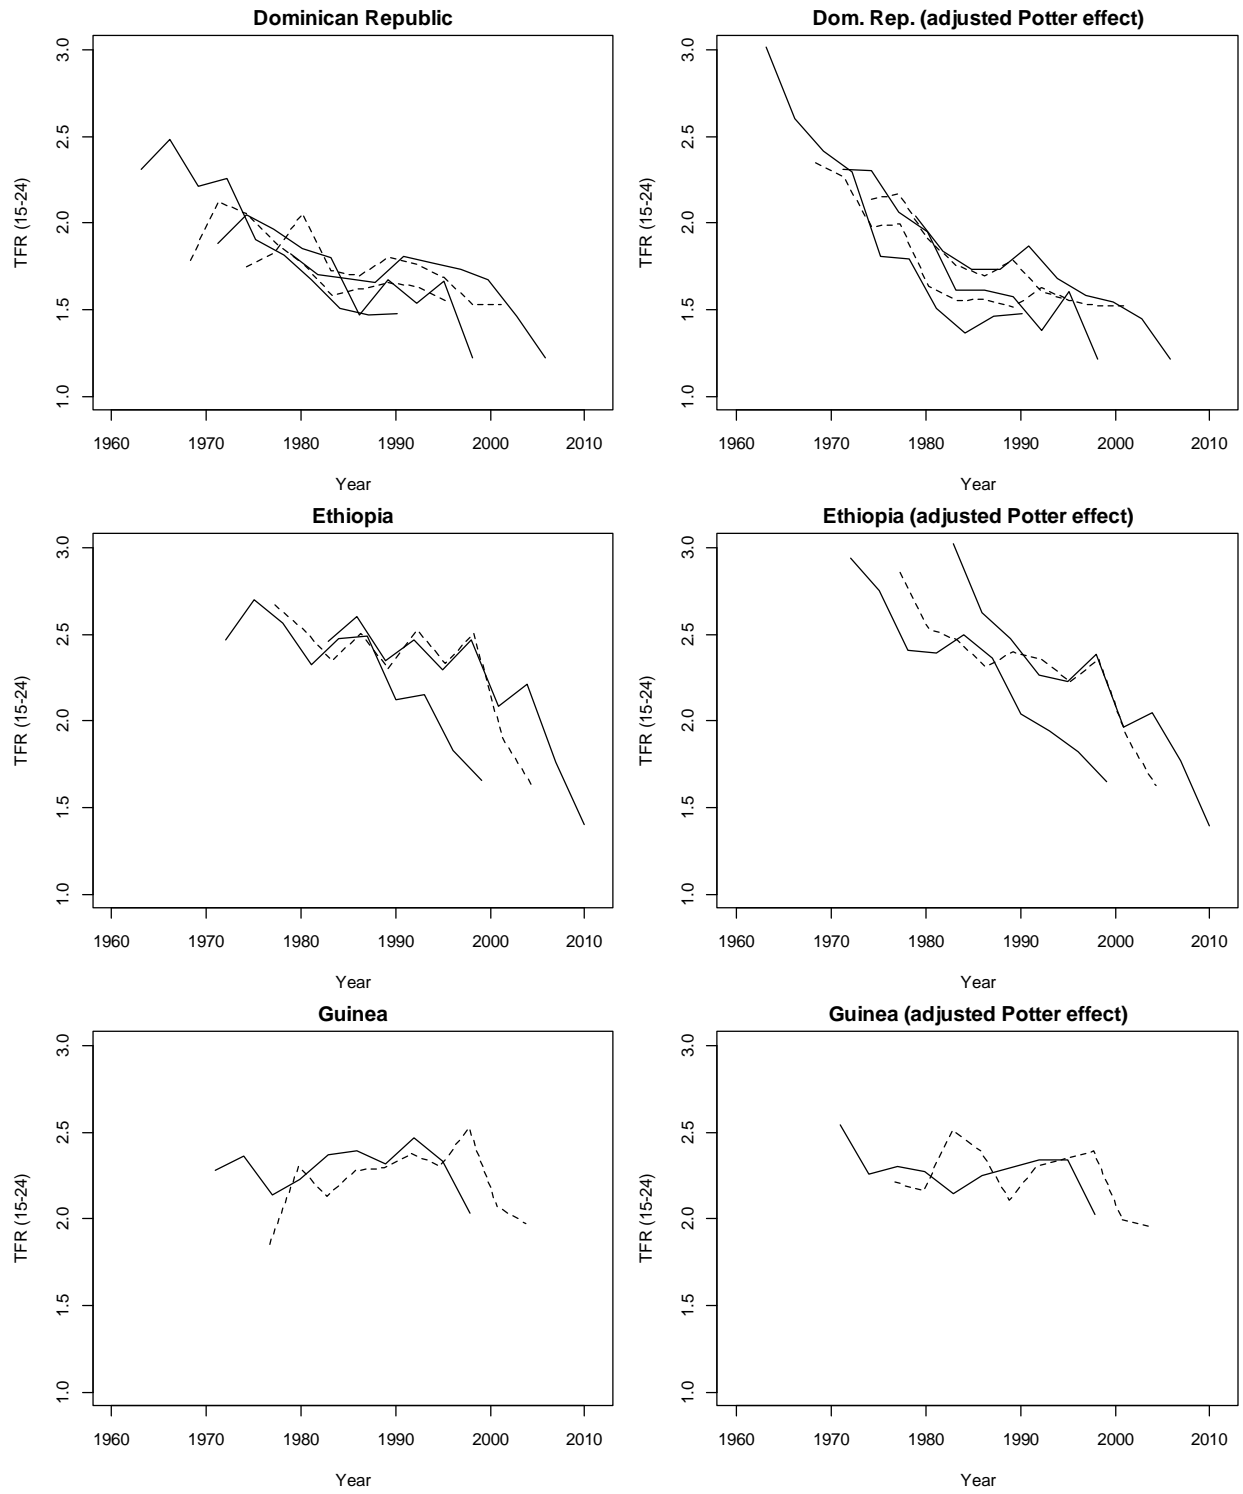 Dominican Republic
TFR (15-24)
3.0
2.5
2.0
1.5
1.0
1960 1970 1980 1990 2000 2010
Year
Dom. Rep. (adjusted Potter effect)
TFR (15-24)
3.0
2.5
2.0
1.5
1.0
1960 1970 1980 1990 2000 2010
Year
Ethiopia
TFR (15-24)
3.0
2.5
2.0
1.5
1.0
1960 1970 1980 1990 2000 2010
Year
Ethiopia (adjusted Potter effect)
TFR (15-24)
3.0
2.5
2.0
1.5
1.0
1960 1970 1980 1990 2000 2010
Year
Guinea
TFR (15-24)
3.0
2.5
2.0
1.5
1.0
1960 1970 1980 1990 2000 2010
Year
Guinea (adjusted Potter effect)
TFR (15-24)
3.0
2.5
2.0
1.5
1.0
1960 1970 1980 1990 2000 2010
Year